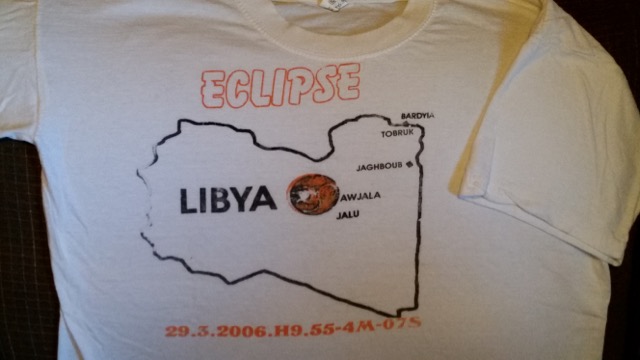 ECLIPSE
BARDYIA
TOBRUK
JAGHBOUB
LIBYA
AWJALA
JALU
29.3.2006.H9.55-4M-07S